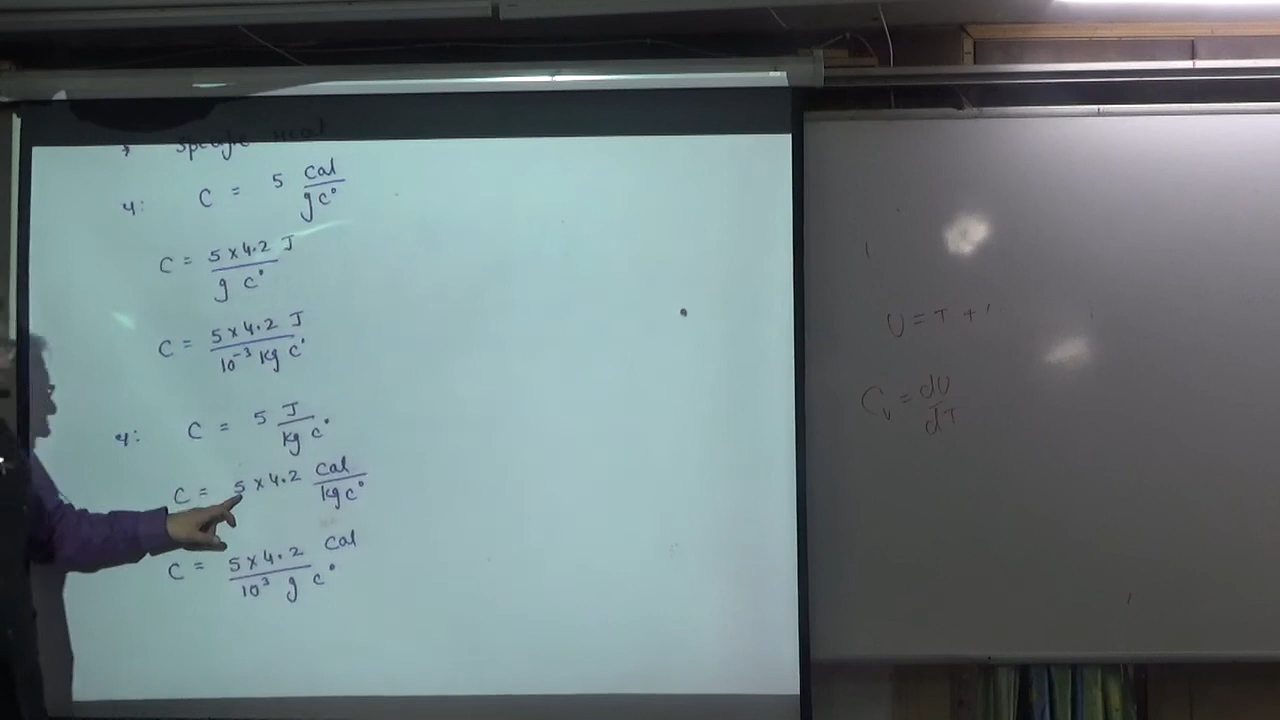 Specific Heat
4: C = 5 Cal / g c°
C = 5 x 4.2 J / g c°
C = 5 x 4.2 J / 10⁻³ kg c°
4: C = 5 J / kg c°
C = 5 x 4.2 Cal / kg c°
C = 5 x 4.2 Cal / 10³ g c°
U = T +
Cv = dU / dT